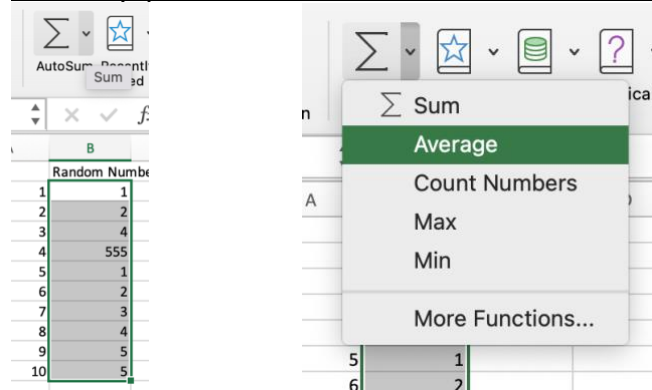 AutoSum
Sum
B
Random Numbe
1 1
2 2
3 4
4 555
5 1
6 2
7 3
8 4
9 5
10 5
Sum
Average
Count Numbers
Max
Min
More Functions...
A
5 1
6 2